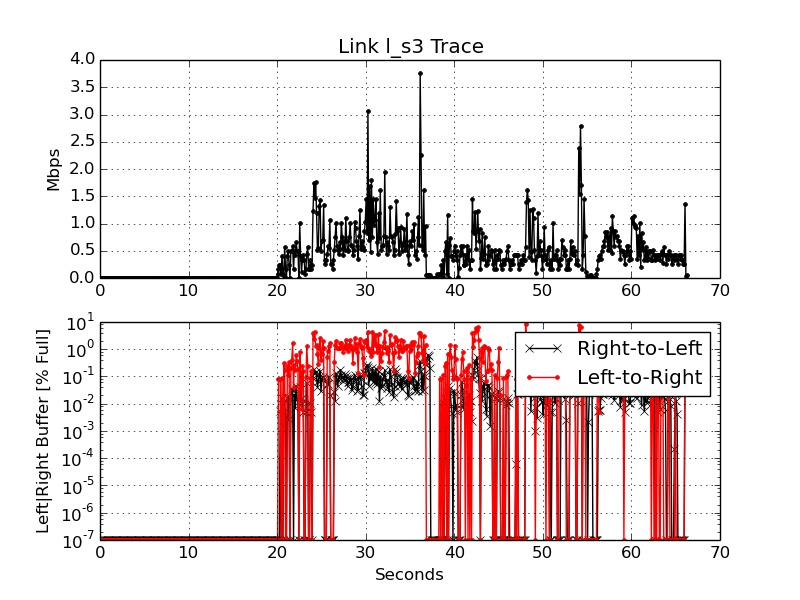 Link l_s3 Trace
4.0
3.5
3.0
2.5
2.0
1.5
1.0
0.5
0.0
Mbps
0 10 20 30 40 50 60 70
10^1
10^0
10^-1
10^-2
10^-3
10^-4
10^-5
10^-6
10^-7
Left|Right Buffer [% Full]
Right-to-Left
Left-to-Right
0 10 20 30 40 50 60 70
Seconds